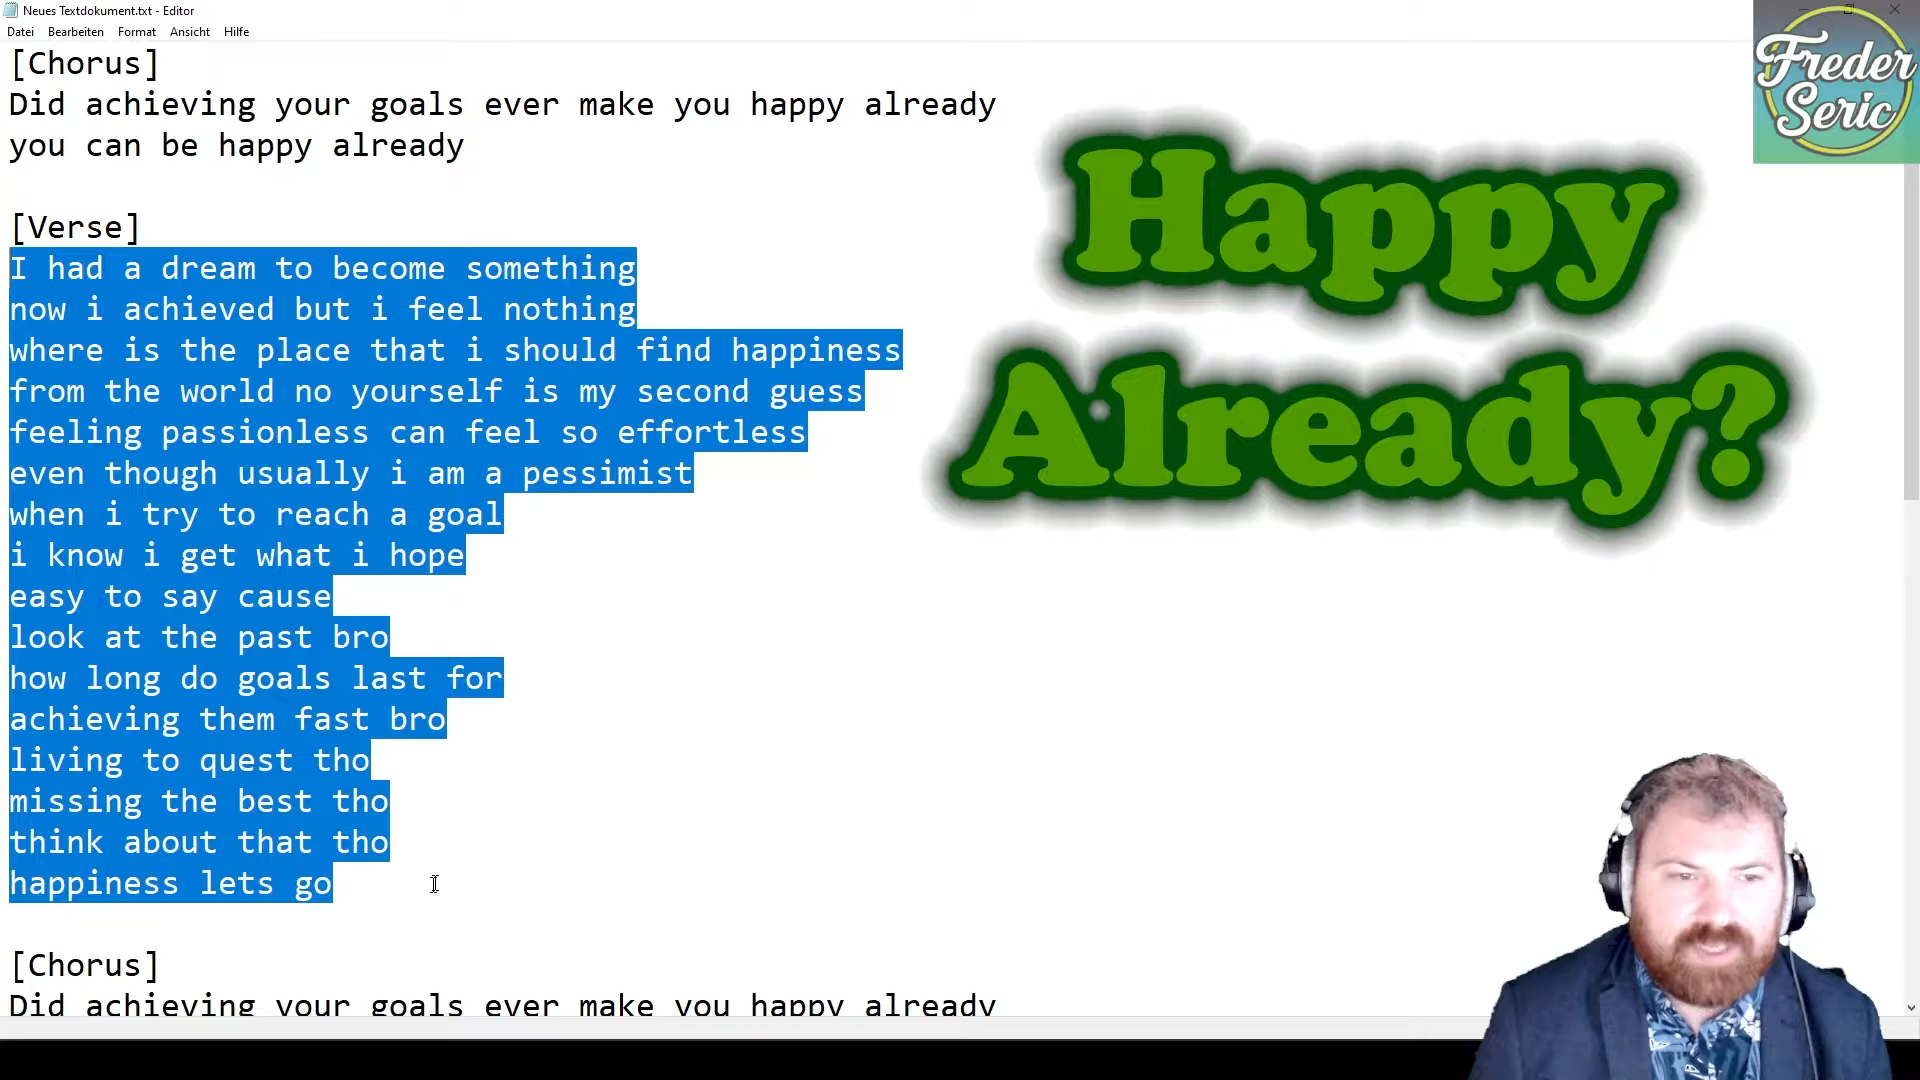 Neues Textdokument.txt - Editor
Datei Bearbeiten Format Ansicht Hilfe
[Chorus]
Did achieving your goals ever make you happy already
you can be happy already
[Verse]
I had a dream to become something
now i achieved but i feel nothing
where is the place that i should find happiness
from the world no yourself is my second guess
feeling passionless can feel so effortless
even though usually i am a pessimist
when i try to reach a goal
i know i get what i hope
easy to say cause
look at the past bro
how long do goals last for
achieving them fast bro
living to quest tho
missing the best tho
think about that tho
happiness lets go
[Chorus]
Did achieving your goals ever make you happy already
Happy
Already?
Freder
Seric